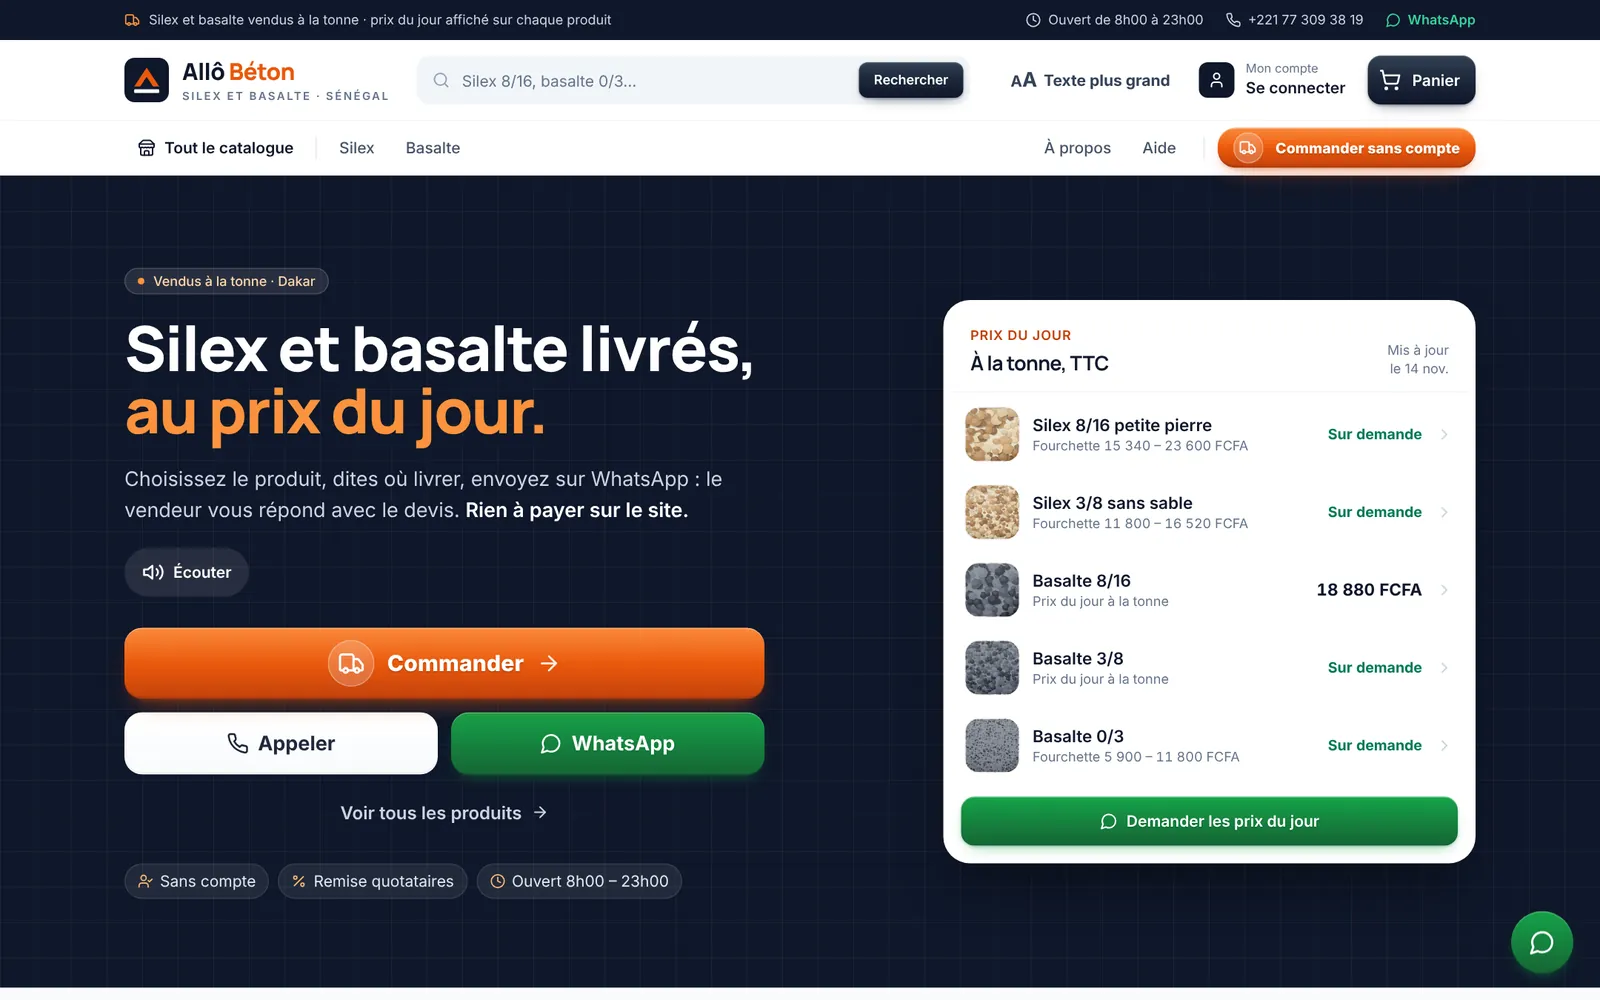 Silex et basalte vendus à la tonne · prix du jour affiché sur chaque produit
Ouvert de 8h00 à 23h00
+221 77 309 38 19
WhatsApp
Allô Béton
SILEX ET BASALTE · SÉNÉGAL
Silex 8/16, basalte 0/3...
Rechercher
AA Texte plus grand
Mon compte
Se connecter
Panier
Tout le catalogue
Silex
Basalte
À propos
Aide
Commander sans compte
Vendus à la tonne · Dakar
Silex et basalte livrés,
au prix du jour.
Choisissez le produit, dites où livrer, envoyez sur WhatsApp : le
vendeur vous répond avec le devis. Rien à payer sur le site.
Écouter
Commander
Appeler
WhatsApp
Voir tous les produits
Sans compte
Remise quotataires
Ouvert 8h00 – 23h00
PRIX DU JOUR
À la tonne, TTC
Mis à jour
le 14 nov.
Silex 8/16 petite pierre
Fourchette 15 340 – 23 600 FCFA
Sur demande
Silex 3/8 sans sable
Fourchette 11 800 – 16 520 FCFA
Sur demande
Basalte 8/16
Prix du jour à la tonne
18 880 FCFA
Basalte 3/8
Prix du jour à la tonne
Sur demande
Basalte 0/3
Fourchette 5 900 – 11 800 FCFA
Sur demande
Demander les prix du jour